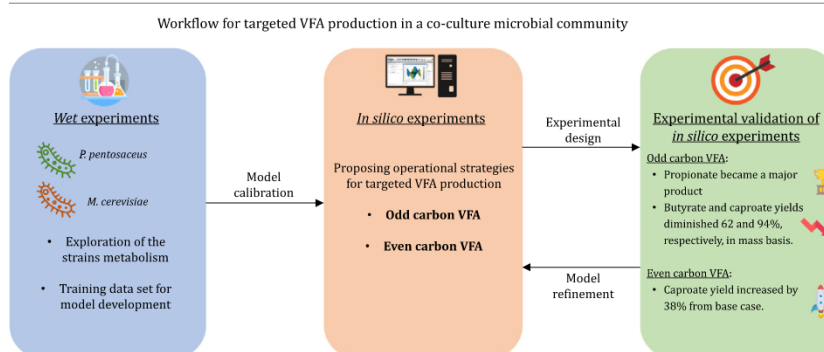 Workflow for targeted VFA production in a co-culture microbial community
Wet experiments
P. pentosaceus
M. cerevisiae
• Exploration of the
strains metabolism
• Training data set for
model development
Model
calibration
In silico experiments
Proposing operational strategies
for targeted VFA production
• Odd carbon VFA
• Even carbon VFA
Experimental
design
Model
refinement
Experimental validation of
in silico experiments
Odd carbon VFA:
• Propionate became a major
product
• Butyrate and caproate yields
diminished 62 and 94%,
respectively, in mass basis.
Even carbon VFA:
• Caproate yield increased by
38% from base case.